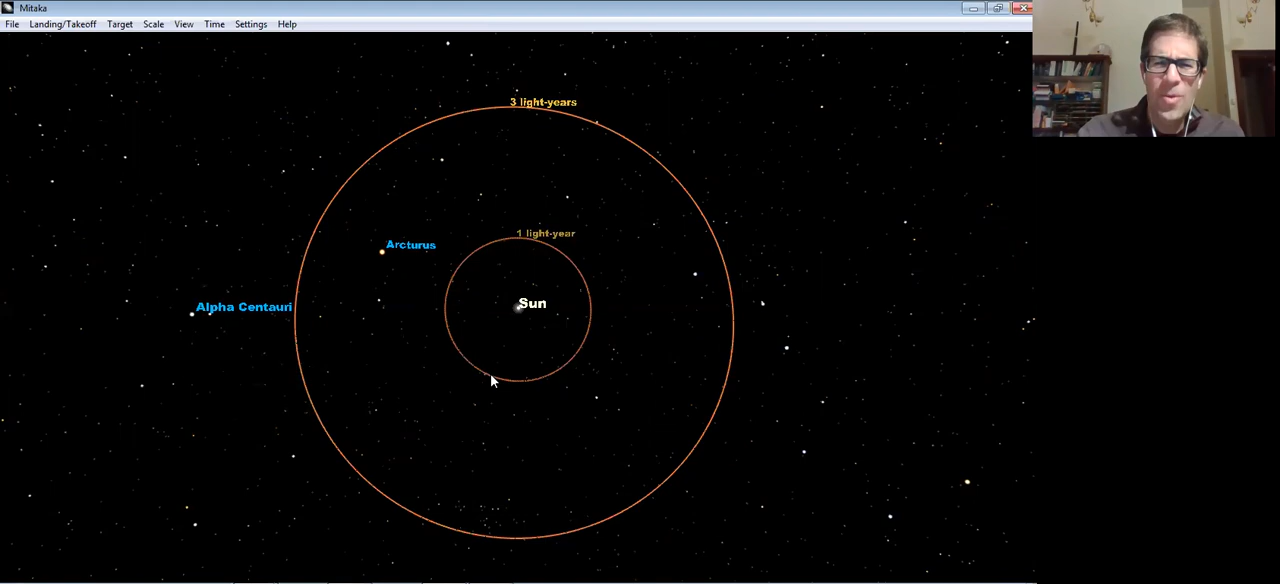 Mitaka
File Landing/Takeoff Target Scale View Time Settings Help
3 light-years
1 light-year
Arcturus
Sun
Alpha Centauri